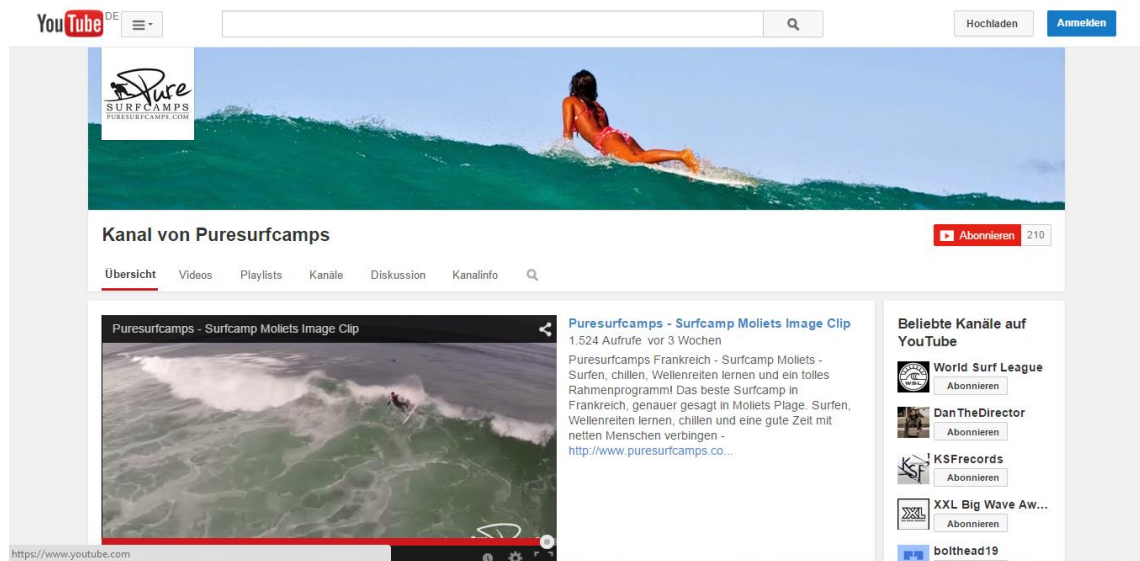 YouTube DE
Hochladen
Anmelden
Pure
SURFCAMPS
PURESURFCAMPS.COM
Kanal von Puresurfcamps
Abonnieren 210
Übersicht Videos Playlists Kanäle Diskussion Kanalinfo
Puresurfcamps - Surfcamp Moliets Image Clip
Puresurfcamps - Surfcamp Moliets Image Clip
1.524 Aufrufe vor 3 Wochen
Puresurfcamps Frankreich - Surfcamp Moliets -
Surfen, chillen, Wellenreiten lernen und ein tolles
Rahmenprogramm! Das beste Surfcamp in
Frankreich, genauer gesagt in Moliets Plage. Surfen,
Wellenreiten lernen, chillen und eine gute Zeit mit
netten Menschen verbingen -
http://www.puresurfcamps.co...
Beliebte Kanäle auf
YouTube
WSL
World Surf League
Abonnieren
DanTheDirector
Abonnieren
KSF
KSFrecords
Abonnieren
XXL
XXL Big Wave Aw...
Abonnieren
bolthead19
https://www.youtube.com